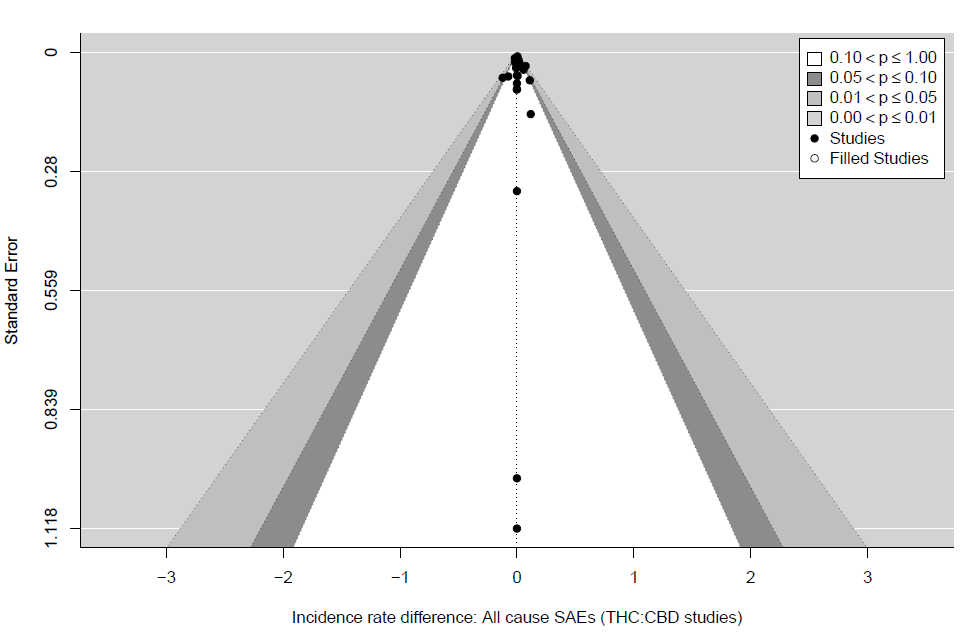 0.10 < p ≤ 1.00
0.05 < p ≤ 0.10
0.01 < p ≤ 0.05
0.00 < p ≤ 0.01
Studies
Filled Studies
Standard Error
0
0.28
0.559
0.839
1.118
−3 −2 −1 0 1 2 3
Incidence rate difference: All cause SAEs (THC:CBD studies)